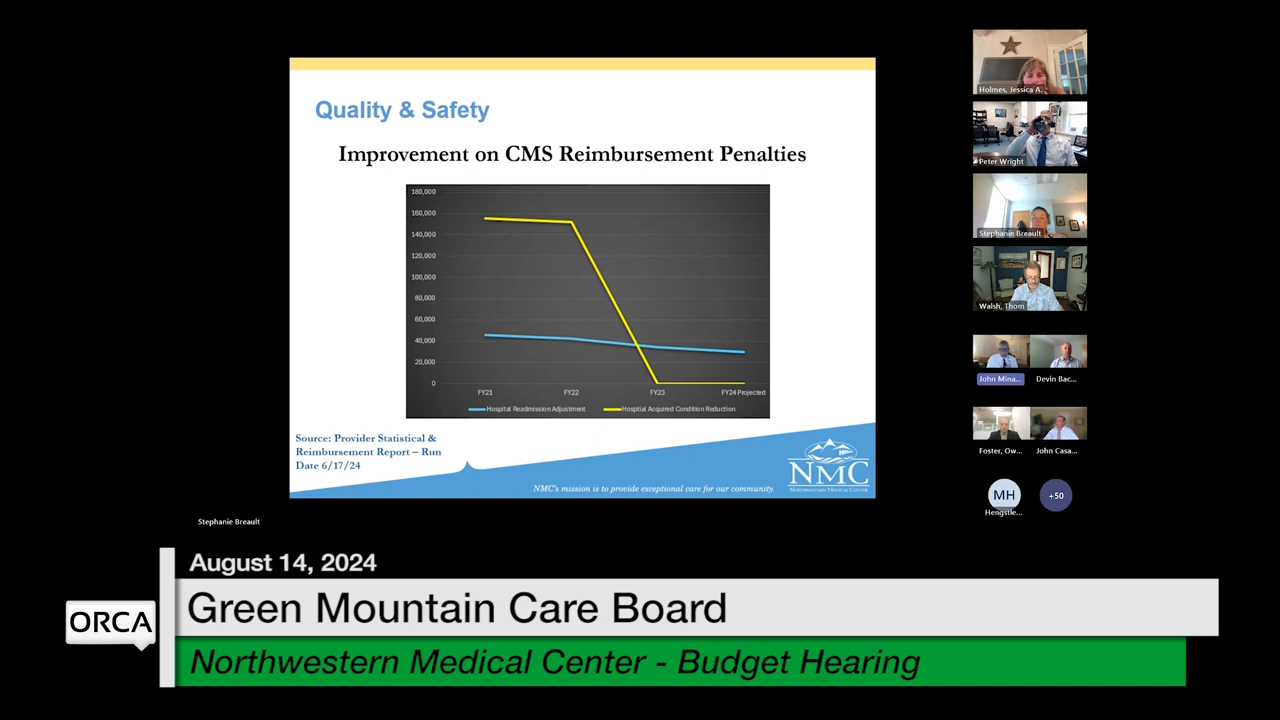 Quality & Safety
Improvement on CMS Reimbursement Penalties
180,000
160,000
140,000
120,000
100,000
80,000
60,000
40,000
20,000
0
FY21
FY22
FY23
FY24 Projected
Hospital Readmission Adjustment
Hosptial Acquired Condition Reduction
Source: Provider Statistical &
Reimbursement Report – Run
Date 6/17/24
NMC's mission is to provide exceptional care for our community.
NMC
NORTHWESTERN MEDICAL CENTER
Holmes, Jessica A.
Peter Wright
Stephanie Breault
Walsh, Thom
John Mina...
Devin Bac...
Foster, Ow...
John Casa...
MH
+50
Hengstle...
Stephanie Breault
August 14, 2024
ORCA
Green Mountain Care Board
Northwestern Medical Center - Budget Hearing